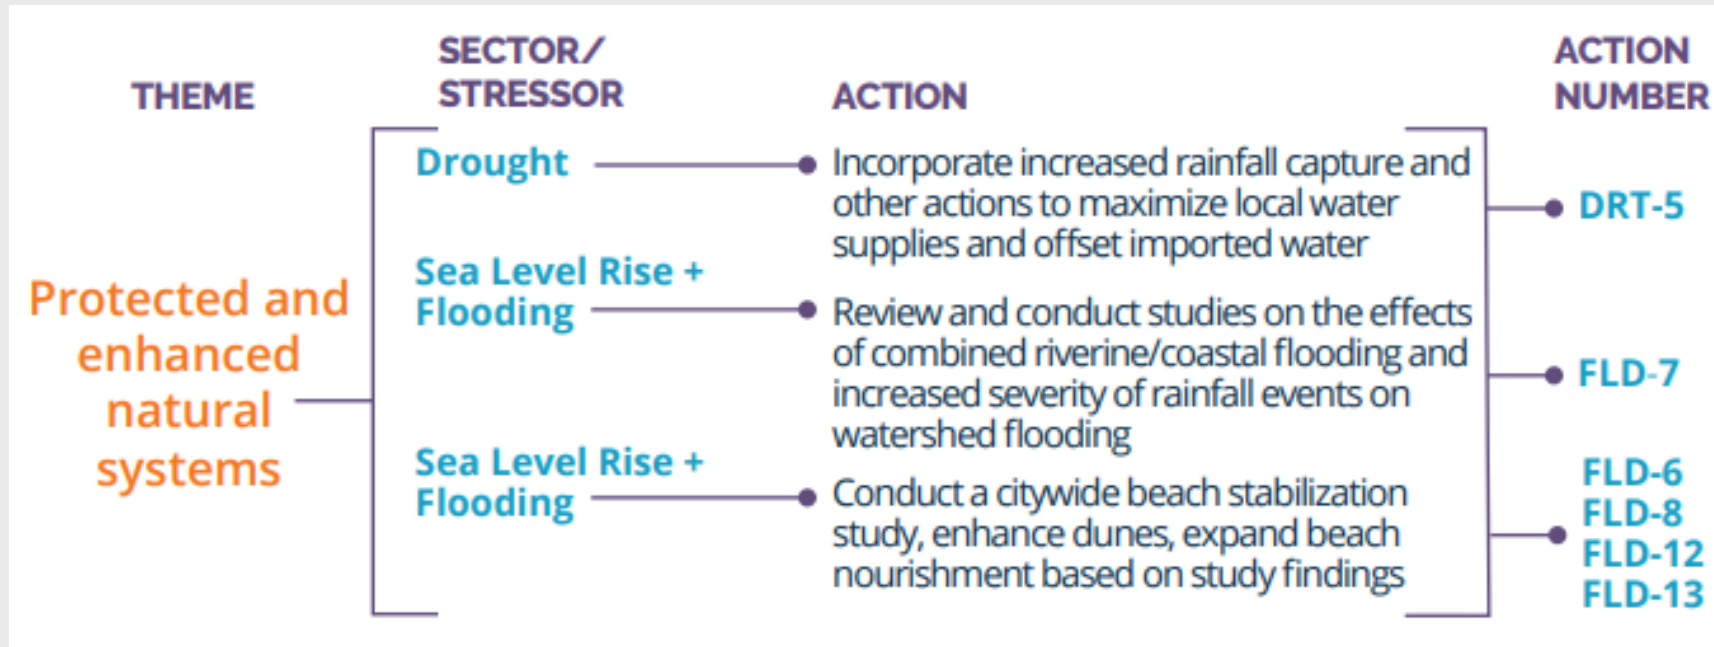 THEME
SECTOR/
STRESSOR
ACTION
ACTION
NUMBER
Protected and
enhanced
natural
systems
Drought
Incorporate increased rainfall capture and
other actions to maximize local water
supplies and offset imported water
DRT-5
Sea Level Rise +
Flooding
Review and conduct studies on the effects
of combined riverine/coastal flooding and
increased severity of rainfall events on
watershed flooding
FLD-7
Sea Level Rise +
Flooding
Conduct a citywide beach stabilization
study, enhance dunes, expand beach
nourishment based on study findings
FLD-6
FLD-8
FLD-12
FLD-13